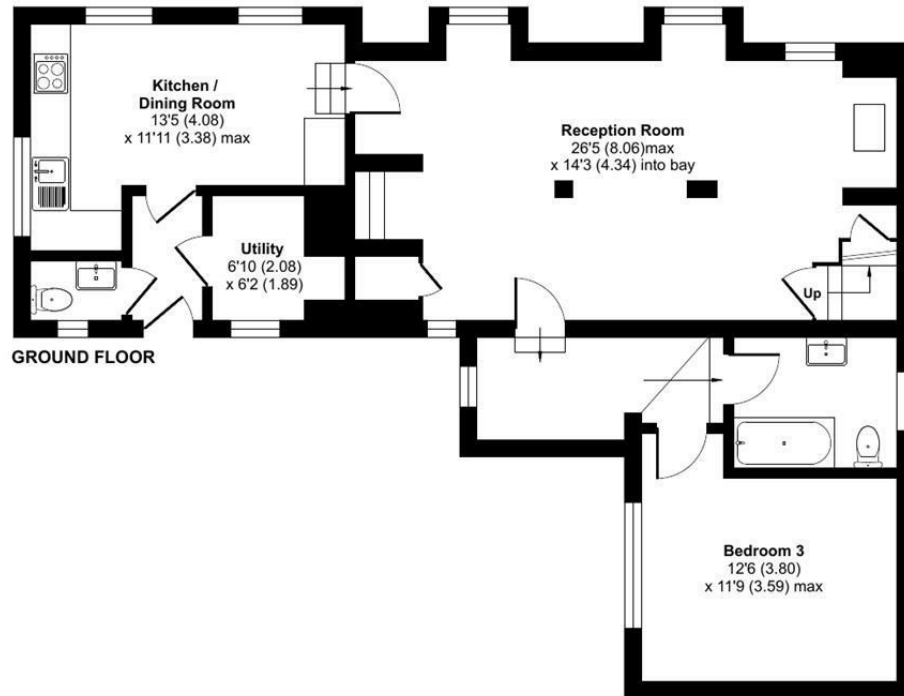 Kitchen /
Dining Room
13'5 (4.08)
x 11'11 (3.38) max
Reception Room
26'5 (8.06)max
x 14'3 (4.34) into bay
Utility
6'10 (2.08)
x 6'2 (1.89)
Up
GROUND FLOOR
Bedroom 3
12'6 (3.80)
x 11'9 (3.59) max